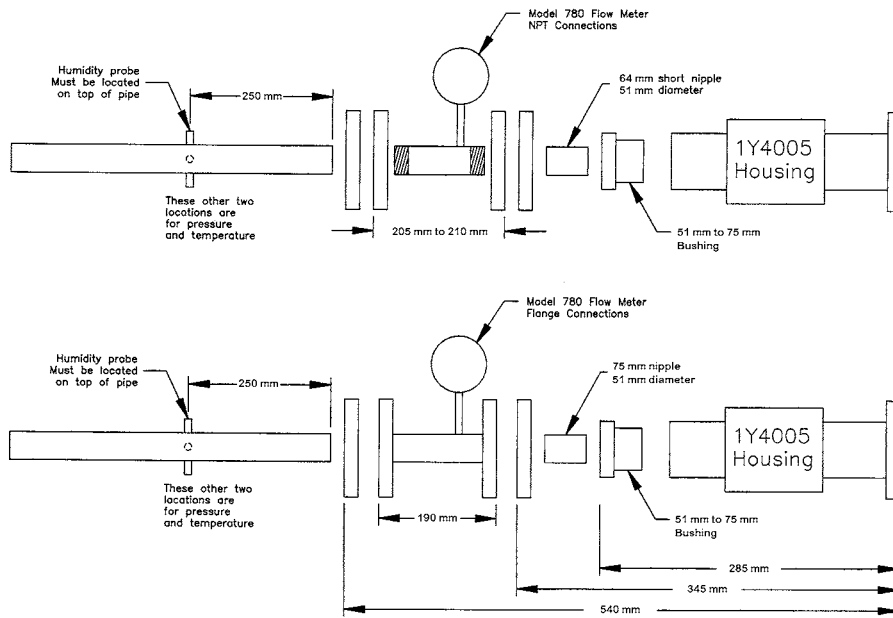 Model 780 Flow Meter
NPT Connections
Humidity probe
Must be located
on top of pipe
250 mm
64 mm short nipple
51 mm diameter
1Y4005
Housing
These other two
locations are
for pressure
and temperature
205 mm to 210 mm
51 mm to 75 mm
Bushing
Model 780 Flow Meter
Flange Connections
Humidity probe
Must be located
on top of pipe
250 mm
75 mm nipple
51 mm diameter
1Y4005
Housing
These other two
locations are
for pressure
and temperature
190 mm
51 mm to 75 mm
Bushing
285 mm
345 mm
540 mm